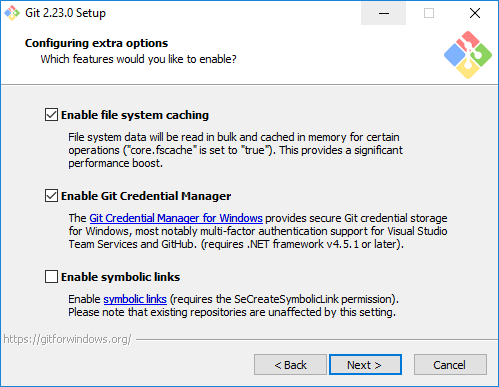 Git 2.23.0 Setup
Configuring extra options
Which features would you like to enable?
Enable file system caching
File system data will be read in bulk and cached in memory for certain
operations ("core.fscache" is set to "true"). This provides a significant
performance boost.
Enable Git Credential Manager
The Git Credential Manager for Windows provides secure Git credential storage
for Windows, most notably multi-factor authentication support for Visual Studio
Team Services and GitHub. (requires .NET framework v4.5.1 or later).
Enable symbolic links
Enable symbolic links (requires the SeCreateSymbolicLink permission).
Please note that existing repositories are unaffected by this setting.
https://gitforwindows.org/
< Back
Next >
Cancel